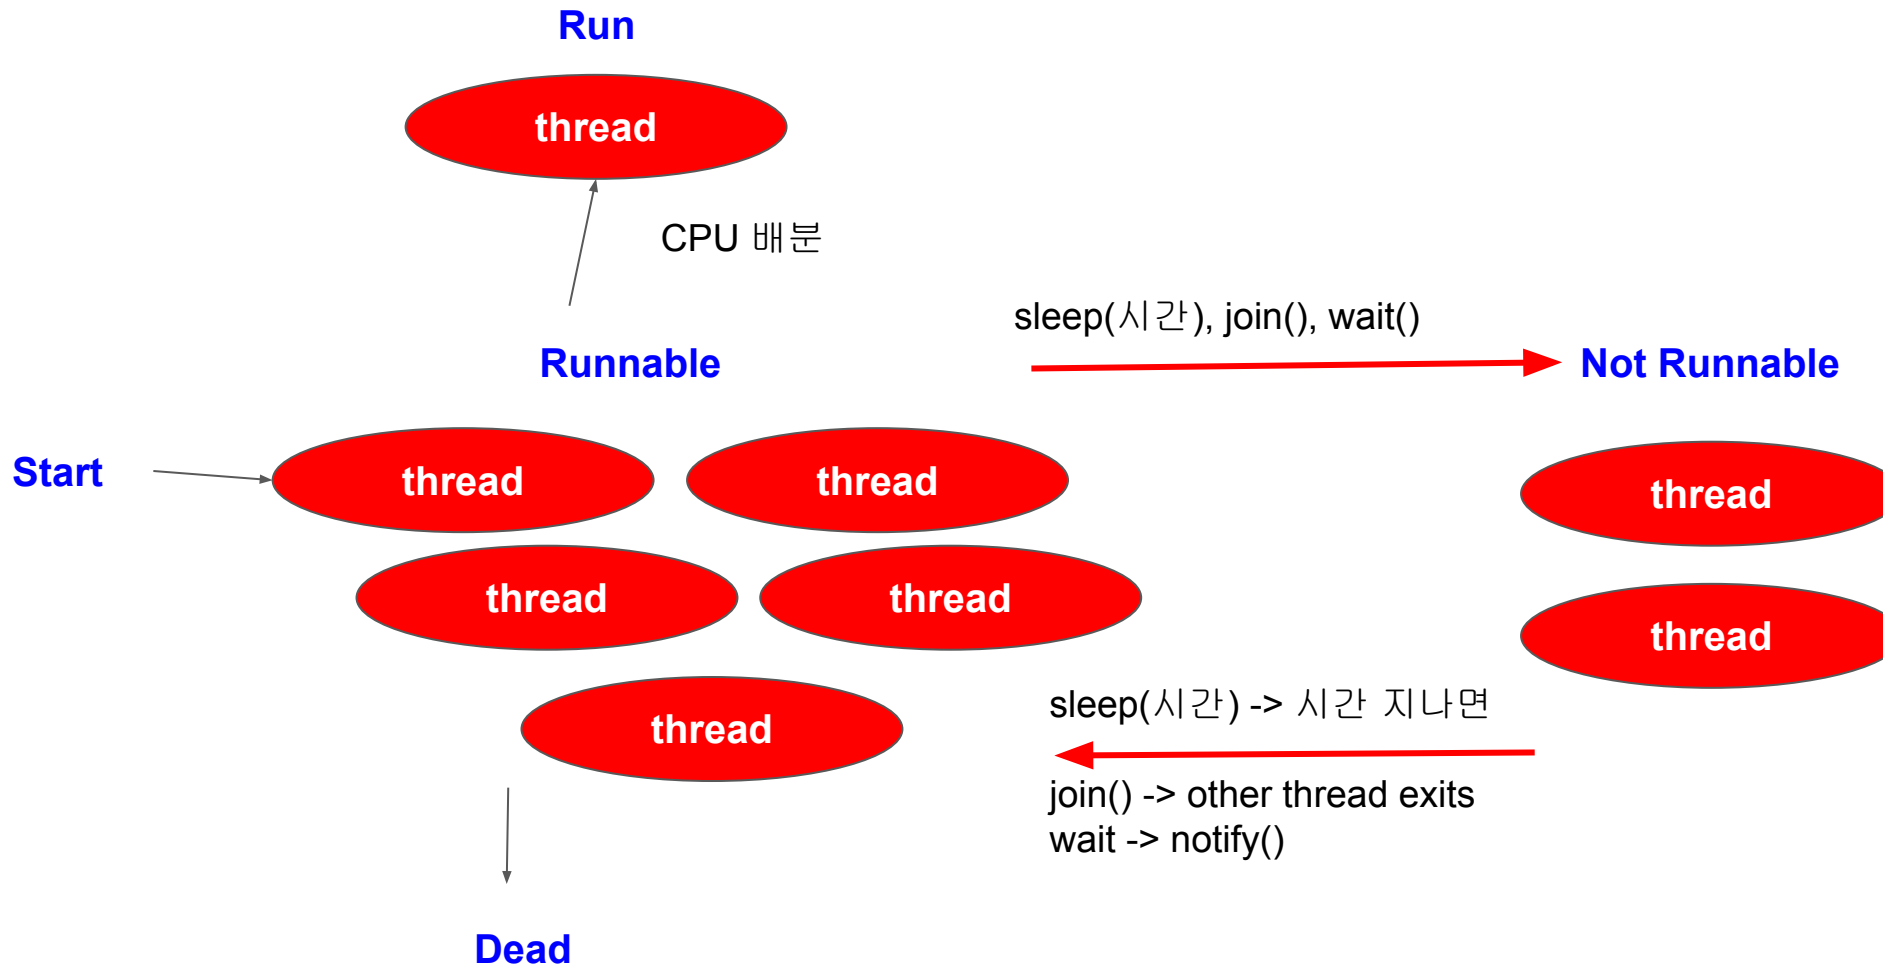 Run
thread
CPU 배분
sleep(시간), join(), wait()
Runnable
Not Runnable
Start
thread
thread
thread
thread
thread
thread
thread
sleep(시간) -> 시간 지나면
join() -> other thread exits
wait -> notify()
Dead